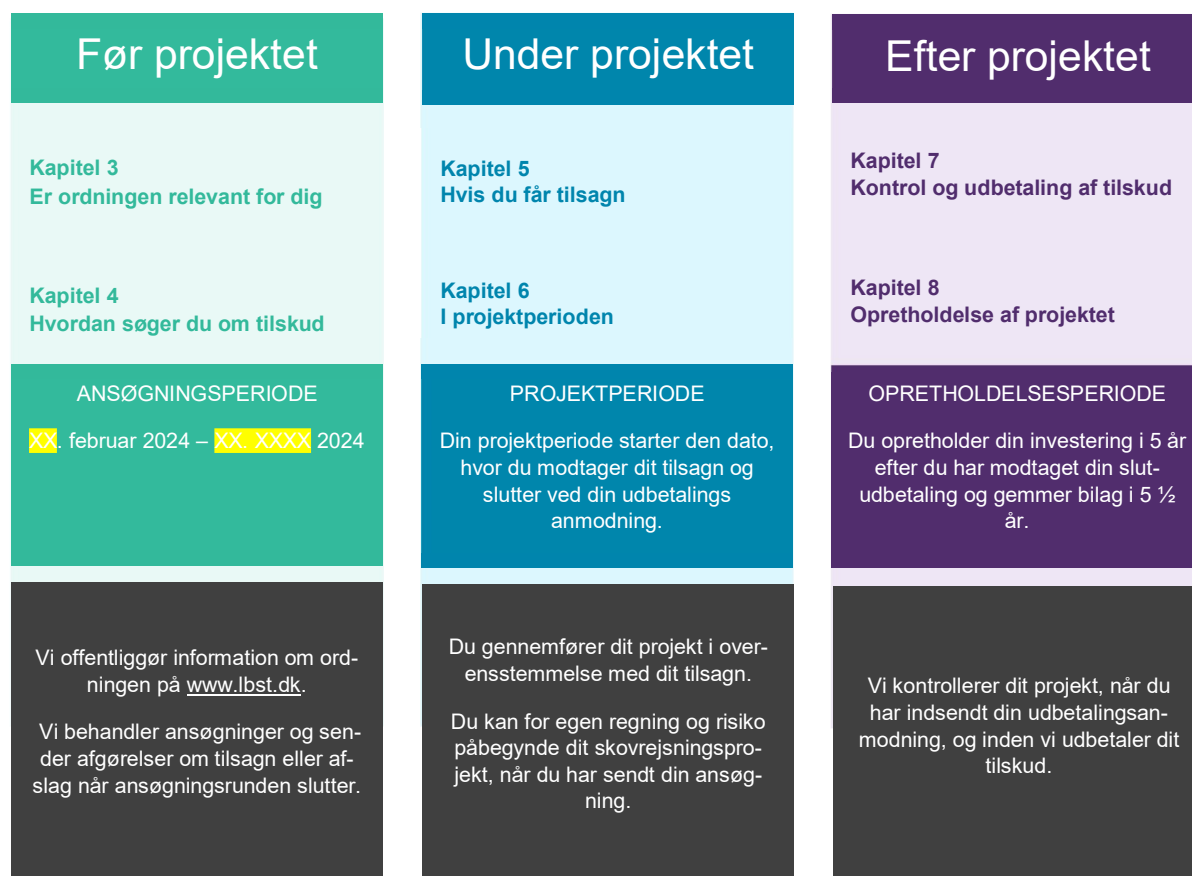 Før projektet
Kapitel 3
Er ordningen relevant for dig
Kapitel 4
Hvordan søger du om tilskud
ANSØGNINGSPERIODE
XX. februar 2024 – XX. XXXX 2024
Vi offentliggør information om ord-
ningen på www.lbst.dk.
Vi behandler ansøgninger og sen-
der afgørelser om tilsagn eller af-
slag når ansøgningsrunden slutter.
Under projektet
Kapitel 5
Hvis du får tilsagn
Kapitel 6
I projektperioden
PROJEKTPERIODE
Din projektperiode starter den dato,
hvor du modtager dit tilsagn og
slutter ved din udbetalings
anmodning.
Du gennemfører dit projekt i over-
ensstemmelse med dit tilsagn.
Du kan for egen regning og risiko
påbegynde dit skovrejsningspro-
jekt, når du har sendt din ansøg-
ning.
Efter projektet
Kapitel 7
Kontrol og udbetaling af tilskud
Kapitel 8
Opretholdelse af projektet
OPRETHOLDELSESPERIODE
Du opretholder din investering i 5 år
efter du har modtaget din slut-
udbetaling og gemmer bilag i 5 ½
år.
Vi kontrollerer dit projekt, når du
har indsendt din udbetalingsan-
modning, og inden vi udbetaler dit
tilskud.